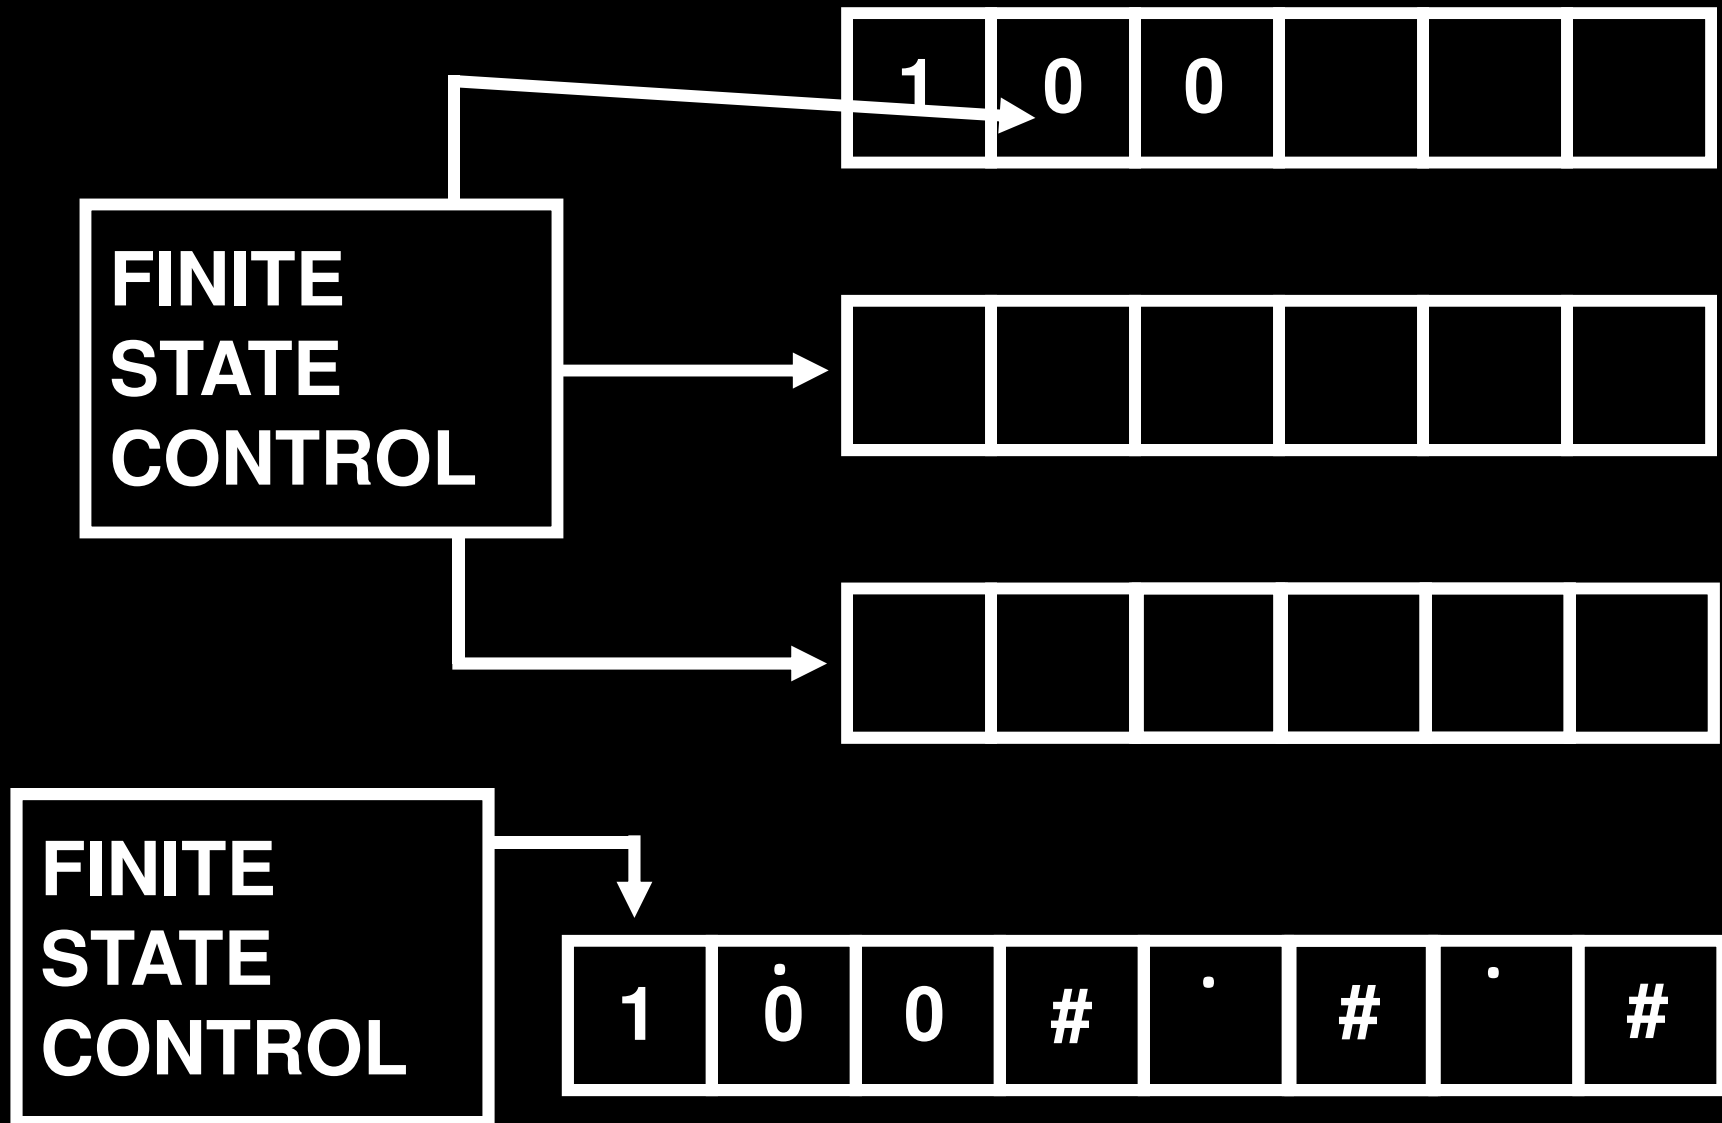 1 0 0
FINITE
STATE
CONTROL
FINITE
STATE
CONTROL
1 0̇ 0 # ˙ # ˙ #